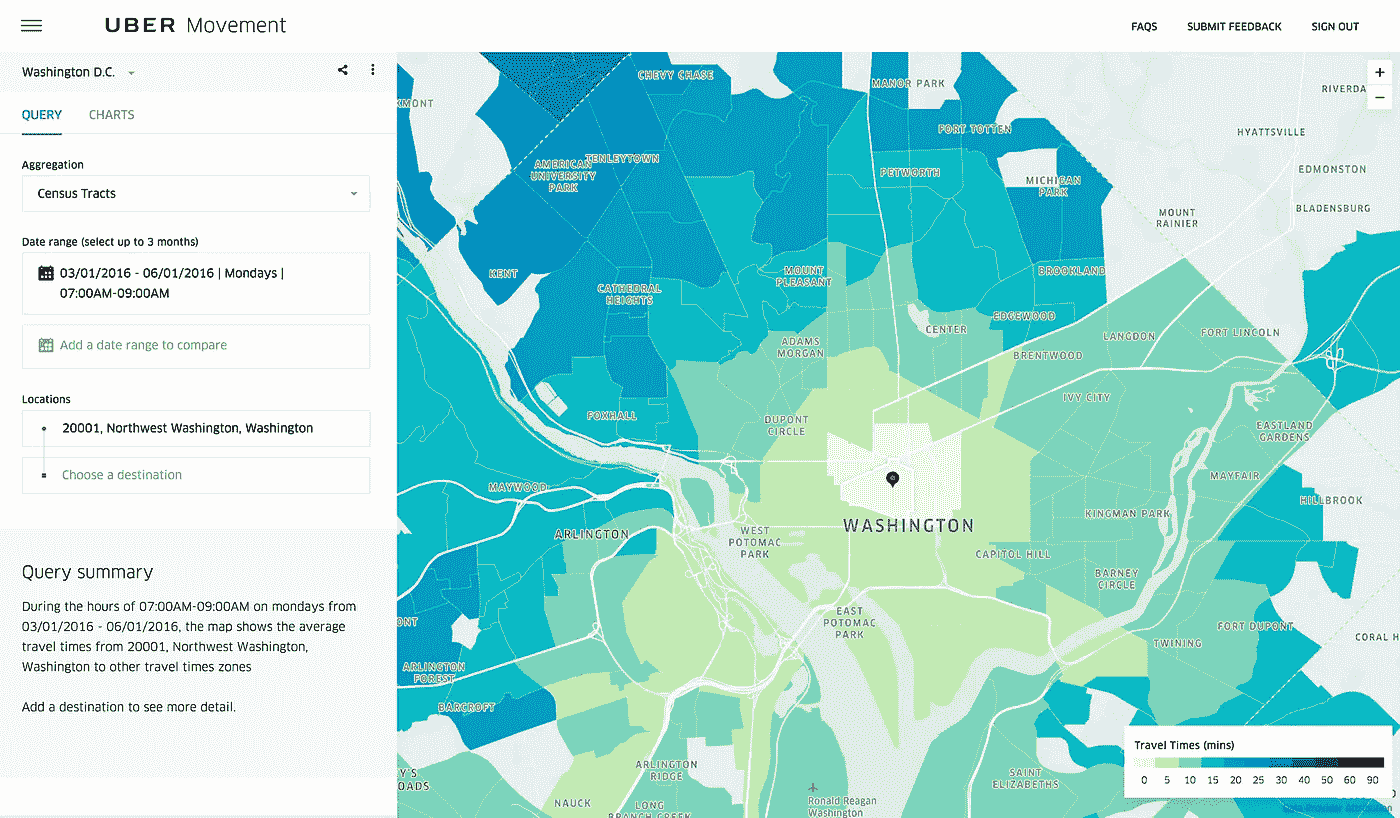 UBER Movement
FAQS
SUBMIT FEEDBACK
SIGN OUT
Washington D.C.
QUERY
CHARTS
Aggregation
Census Tracts
Date range (select up to 3 months)
03/01/2016 - 06/01/2016 | Mondays |
07:00AM-09:00AM
Add a date range to compare
Locations
20001, Northwest Washington, Washington
Choose a destination
Query summary
During the hours of 07:00AM-09:00AM on mondays from
03/01/2016 - 06/01/2016, the map shows the average
travel times from 20001, Northwest Washington,
Washington to other travel times zones
Add a destination to see more detail.
+
−
CHEVY CHASE
MANOR PARK
RIVERDA
KMONT
FORT TOTTEN
HYATTSVILLE
TENLEYTOWN
AMERICAN
UNIVERSITY
PARK
PETWORTH
EDMONSTON
MICHIGAN
PARK
BLADENSBURG
MOUNT
RAINIER
KENT
MOUNT
PLEASANT
BROOKLAND
CATHEDRAL
HEIGHTS
EDGEWOOD
CENTER
LANGDON
FORT LINCOLN
ADAMS
MORGAN
BRENTWOOD
IVY CITY
FOXHALL
DUPONT
CIRCLE
EASTLAND
GARDENS
MAYFAIR
MAYWOOD
HILLBROOK
KINGMAN PARK
WASHINGTON
ARLINGTON
WEST
POTOMAC
PARK
CAPITOL HILL
BARNEY
CIRCLE
EAST
POTOMAC
PARK
ONT
FORT DUPONT
CORAL H
TWINING
ARLINGTON
FOREST
BARCROFT
ARLINGTON
RIDGE
SAINT
ELIZABETHS
Y'S
OADS
NAUCK
LONG
BRANCH CREEK
Ronald Reagan
Washington
Travel Times (mins)
0 5 10 15 20 25 30 40 50 60 90